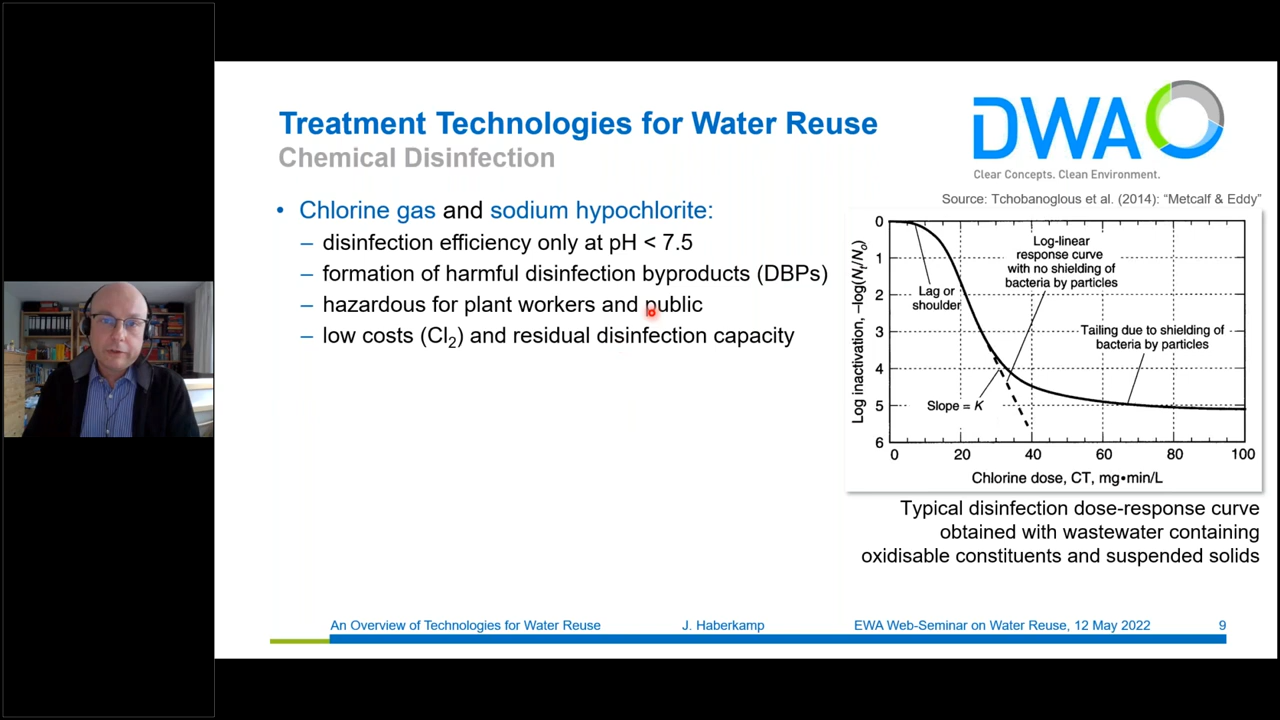 Treatment Technologies for Water Reuse
Chemical Disinfection
DWA
Clear Concepts. Clean Environment.
• Chlorine gas and sodium hypochlorite:
– disinfection efficiency only at pH < 7.5
– formation of harmful disinfection byproducts (DBPs)
– hazardous for plant workers and public
– low costs (Cl₂) and residual disinfection capacity
Source: Tchobanoglous et al. (2014): "Metcalf & Eddy"
Log inactivation, –log(Nₜ/Nₒ)
0
1
2
3
4
5
6
Lag or
shoulder
Log-linear
response curve
with no shielding of
bacteria by particles
Tailing due to shielding of
bacteria by particles
Slope = K
0 20 40 60 80 100
Chlorine dose, CT, mg•min/L
Typical disinfection dose-response curve
obtained with wastewater containing
oxidisable constituents and suspended solids
An Overview of Technologies for Water Reuse J. Haberkamp EWA Web-Seminar on Water Reuse, 12 May 2022 9